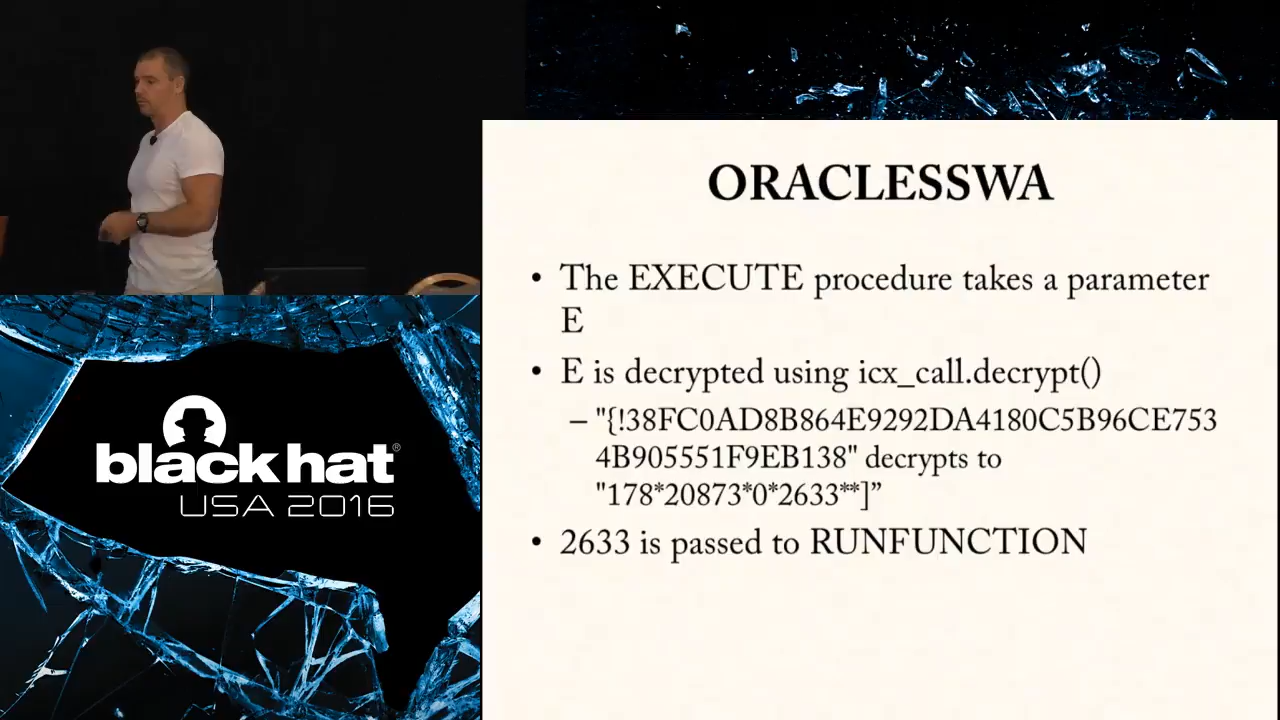 ORACLESSWA
• The EXECUTE procedure takes a parameter
E
• E is decrypted using icx_call.decrypt()
– "{!38FC0AD8B864E9292DA4180C5B96CE753
4B905551F9EB138" decrypts to
"178*20873*0*2633**]”
• 2633 is passed to RUNFUNCTION
black hat®
USA 2016